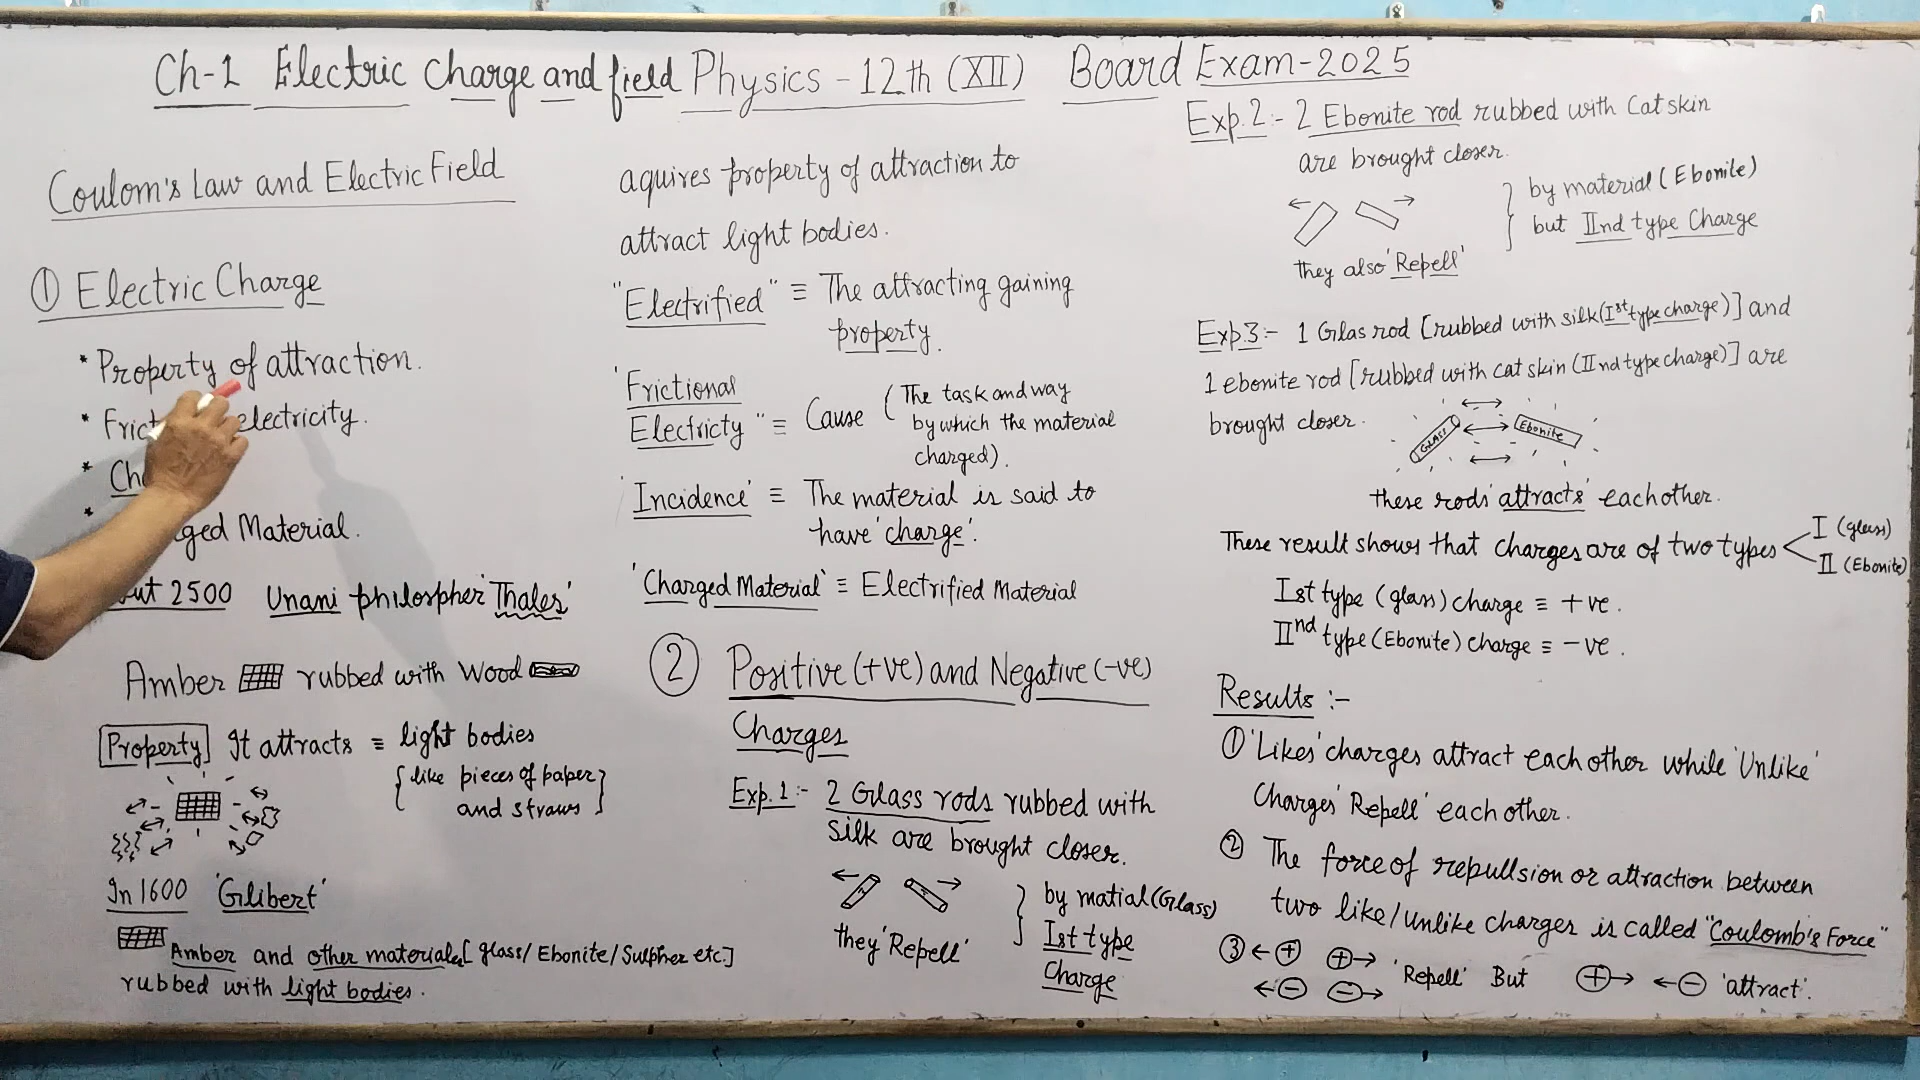 Ch-1 Electric Charge and field Physics - 12th (XII) Board Exam-2025
Coulom's Law and Electric Field
① Electric Charge
* Property of attraction.
* Frict electricity.
* Ch
* ged Material.
out 2500 Unani philospher 'Thales'
Amber rubbed with Wood
Property It attracts ≡ light bodies
{like pieces of paper
and straws}
In 1600 'Gilibert'
Amber and other materials [glass/Ebonite/Sulpher etc.]
rubbed with light bodies.
aquires property of attraction to
attract light bodies.
"Electrified" ≡ The attracting gaining
property.
'Frictional
Electricty" ≡ Cause (The task and way
by which the material
charged).
'Incidence' ≡ The material is said to
have 'charge'.
'Charged Material' ≡ Electrified Material
② Positive (+ve) and Negative (-ve)
Charges
Exp. 1:- 2 Glass rods rubbed with
silk are brought closer.
they 'Repell'
} by matial (Glass)
Ist type
Charge
Exp. 2:- 2 Ebonite rod rubbed with Cat skin
are brought closer.
they also 'Repell'
} by material (Ebonite)
but IInd type Charge
Exp.3:- 1 Glas rod [rubbed with silk (Ist type charge)] and
1 ebonite rod [rubbed with cat skin (IInd type charge)] are
brought closer.
GLASS Ebonite
these rods 'attracts' eachother.
These result shows that charges are of two types < I (glass)
II (Ebonite)
Ist type (glass) charge ≡ +ve.
IInd type (Ebonite) charge ≡ -ve.
Results :-
① 'Likes' charges attract each other while 'Unlike'
Charges 'Repell' each other.
② The force of repullsion or attraction between
two like/unlike charges is called "Coulomb's Force"
③ ← ⊕ ⊕ → 'Repell' But ⊕ → ← ⊖ 'attract'.
← ⊖ ⊖ →